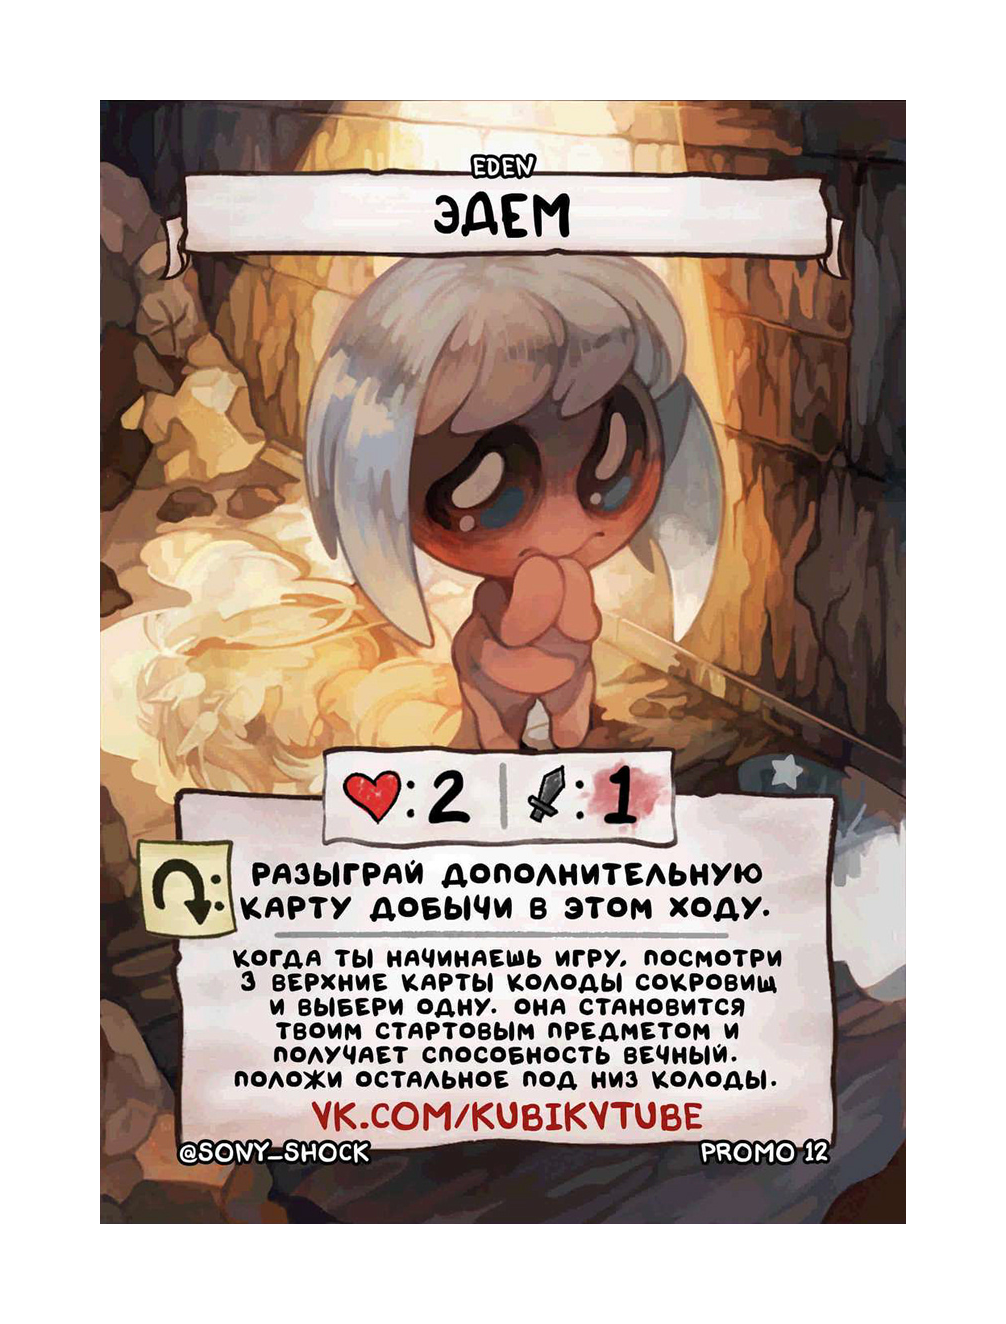 EDEN
ЭДЕМ
:2 | :1
РАЗЫГРАЙ ДОПОЛНИТЕЛЬНУЮ
КАРТУ ДОБЫЧИ В ЭТОМ ХОДУ.
КОГДА ТЫ НАЧИНАЕШЬ ИГРУ, ПОСМОТРИ
3 ВЕРХНИЕ КАРТЫ КОЛОДЫ СОКРОВИЩ
И ВЫБЕРИ ОДНУ. ОНА СТАНОВИТСЯ
ТВОИМ СТАРТОВЫМ ПРЕДМЕТОМ И
ПОЛУЧАЕТ СПОСОБНОСТЬ ВЕЧНЫЙ.
ПОЛОЖИ ОСТАЛЬНОЕ ПОД НИЗ КОЛОДЫ.
VK.COM/KUBIKVTUBE
@SONY_SHOCK PROMO 12